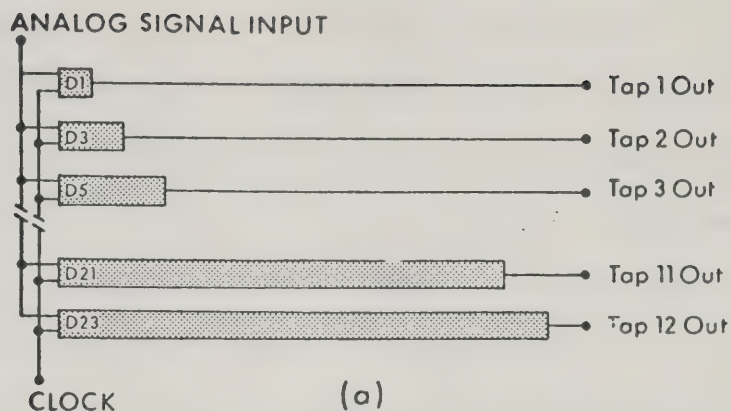 ANALOG SIGNAL INPUT
D1 Tap 1 Out
D3 Tap 2 Out
D5 Tap 3 Out
D21 Tap 11 Out
D23 Tap 12 Out
CLOCK (a)